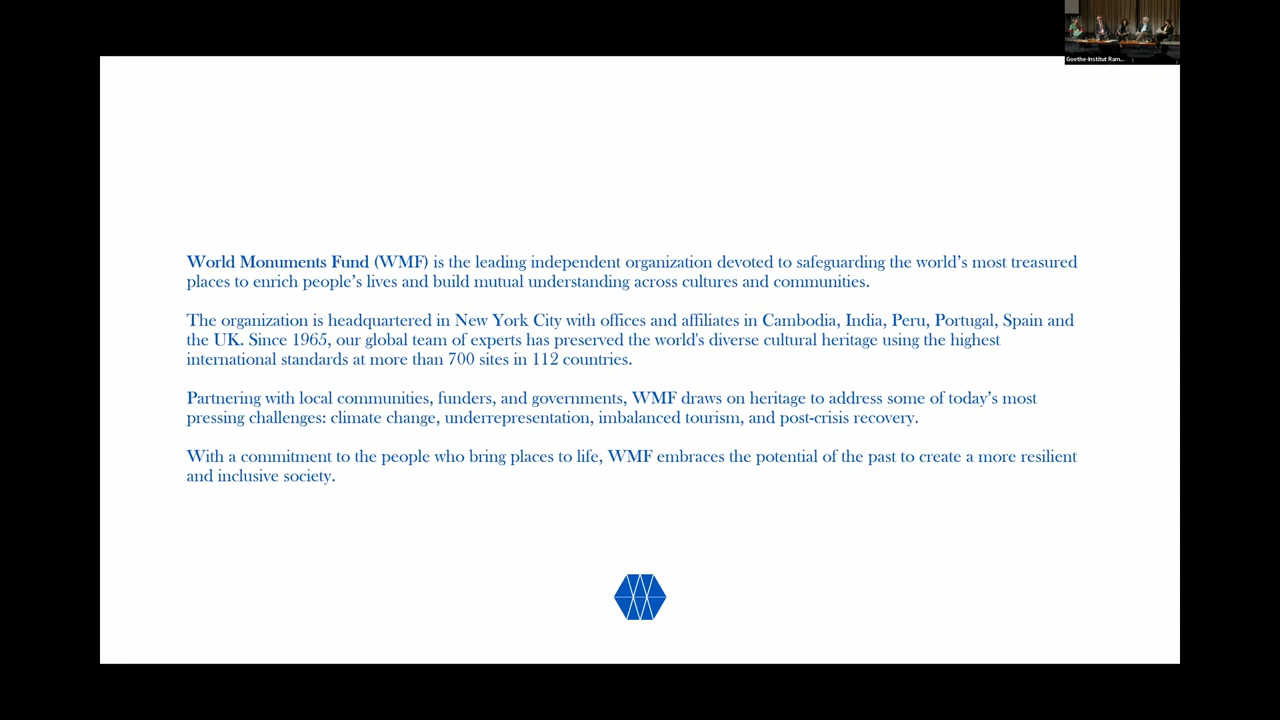 Goethe-Institut Ram...
World Monuments Fund (WMF) is the leading independent organization devoted to safeguarding the world’s most treasured
places to enrich people’s lives and build mutual understanding across cultures and communities.
The organization is headquartered in New York City with offices and affiliates in Cambodia, India, Peru, Portugal, Spain and
the UK. Since 1965, our global team of experts has preserved the world's diverse cultural heritage using the highest
international standards at more than 700 sites in 112 countries.
Partnering with local communities, funders, and governments, WMF draws on heritage to address some of today’s most
pressing challenges: climate change, underrepresentation, imbalanced tourism, and post-crisis recovery.
With a commitment to the people who bring places to life, WMF embraces the potential of the past to create a more resilient
and inclusive society.